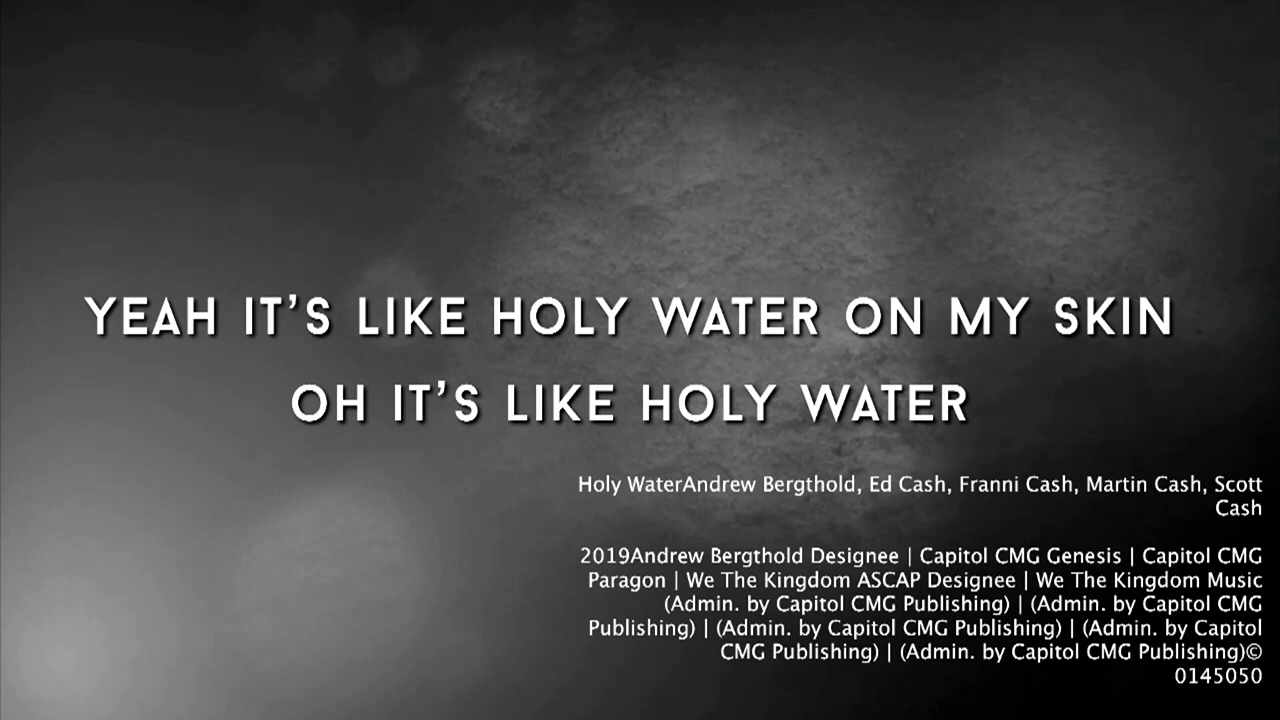 YEAH IT'S LIKE HOLY WATER ON MY SKIN
OH IT'S LIKE HOLY WATER
Holy WaterAndrew Bergthold, Ed Cash, Franni Cash, Martin Cash, Scott
Cash
2019Andrew Bergthold Designee | Capitol CMG Genesis | Capitol CMG
Paragon | We The Kingdom ASCAP Designee | We The Kingdom Music
(Admin. by Capitol CMG Publishing) | (Admin. by Capitol CMG
Publishing) | (Admin. by Capitol CMG Publishing) | (Admin. by Capitol
CMG Publishing) | (Admin. by Capitol CMG Publishing)©
0145050